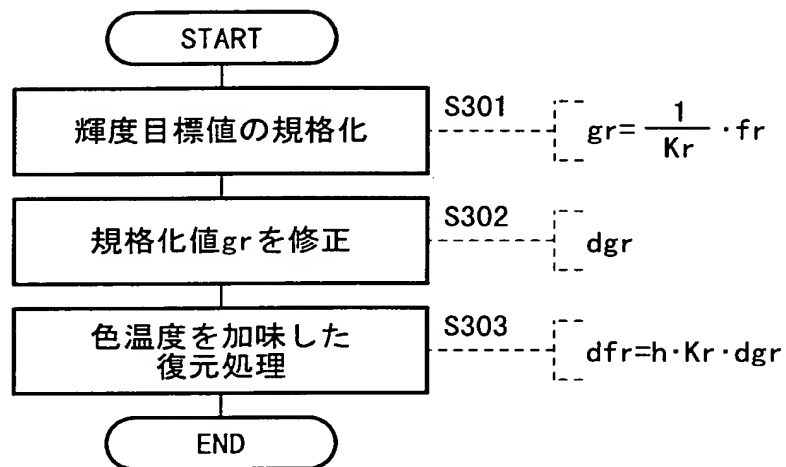 START
輝度目標値の規格化
S301
gr= 1/Kr ·fr
規格化値grを修正
S302
dgr
色温度を加味した
復元処理
S303
dfr=h·Kr·dgr
END